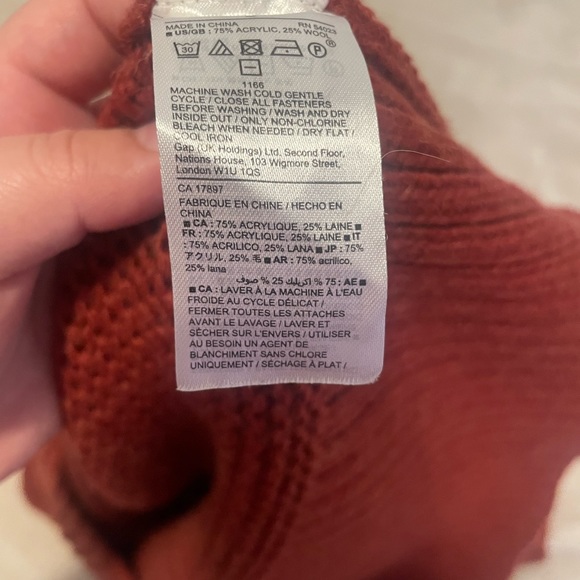 MADE IN CHINA RN 54023
■ US/GB : 75% ACRYLIC, 25% WOOL®
30 P
1166
MACHINE WASH COLD GENTLE
CYCLE / CLOSE ALL FASTENERS
BEFORE WASHING / WASH AND DRY
INSIDE OUT / ONLY NON-CHLORINE
BLEACH WHEN NEEDED / DRY FLAT /
COOL IRON
Gap (UK Holdings) Ltd. Second Floor,
Nations House, 103 Wigmore Street,
London W1U 1QS
CA 17897
FABRIQUE EN CHINE / HECHO EN
CHINA
■ CA : 75% ACRYLIQUE, 25% LAINE ■
FR : 75% ACRYLIQUE, 25% LAINE ■ IT
: 75% ACRILICO, 25% LANA ■ JP : 75%
アクリル, 25% 毛 ■ AR : 75% acrílico,
25% lana
■ AE : 75 % اكريليك 25 % صوف
■ CA : LAVER À LA MACHINE À L'EAU
FROIDE AU CYCLE DÉLICAT /
FERMER TOUTES LES ATTACHES
AVANT LE LAVAGE / LAVER ET
SÉCHER SUR L'ENVERS / UTILISER
AU BESOIN UN AGENT DE
BLANCHIMENT SANS CHLORE
UNIQUEMENT / SÉCHAGE À PLAT /